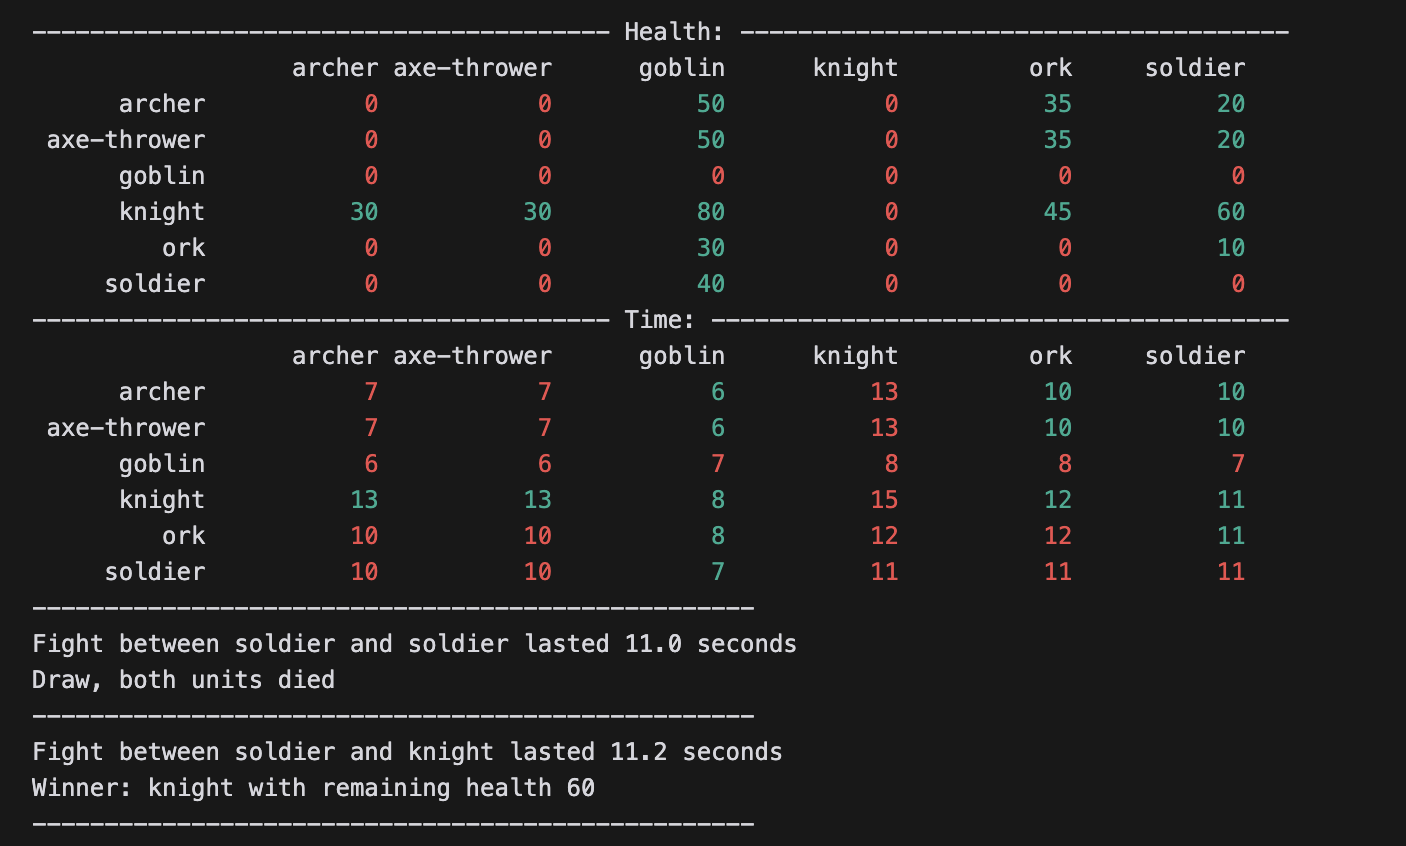 ---------------------------------------- Health: --------------------------------------
archer axe-thrower goblin knight ork soldier
archer 0 0 50 0 35 20
axe-thrower 0 0 50 0 35 20
goblin 0 0 0 0 0 0
knight 30 30 80 0 45 60
ork 0 0 30 0 0 10
soldier 0 0 40 0 0 0
---------------------------------------- Time: ----------------------------------------
archer axe-thrower goblin knight ork soldier
archer 7 7 6 13 10 10
axe-thrower 7 7 6 13 10 10
goblin 6 6 7 8 8 7
knight 13 13 8 15 12 11
ork 10 10 8 12 12 11
soldier 10 10 7 11 11 11
--------------------------------------------------
Fight between soldier and soldier lasted 11.0 seconds
Draw, both units died
--------------------------------------------------
Fight between soldier and knight lasted 11.2 seconds
Winner: knight with remaining health 60
--------------------------------------------------